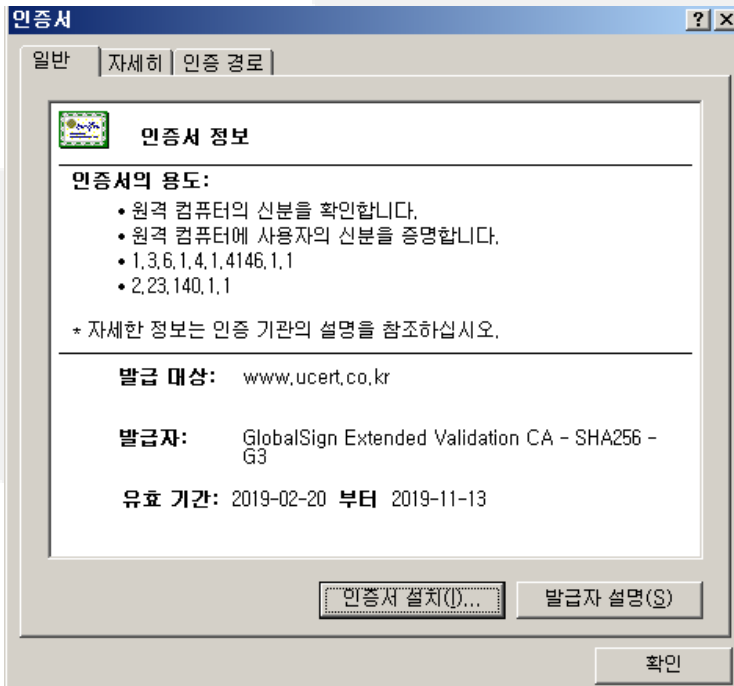 인증서
일반 자세히 인증 경로
인증서 정보
인증서의 용도:
• 원격 컴퓨터의 신분을 확인합니다.
• 원격 컴퓨터에 사용자의 신분을 증명합니다.
• 1.3.6.1.4.1.4146.1.1
• 2.23.140.1.1
* 자세한 정보는 인증 기관의 설명을 참조하십시오.
발급 대상: www.ucert.co.kr
발급자: GlobalSign Extended Validation CA - SHA256 -
G3
유효 기간: 2019-02-20 부터 2019-11-13
인증서 설치(I)... 발급자 설명(S)
확인